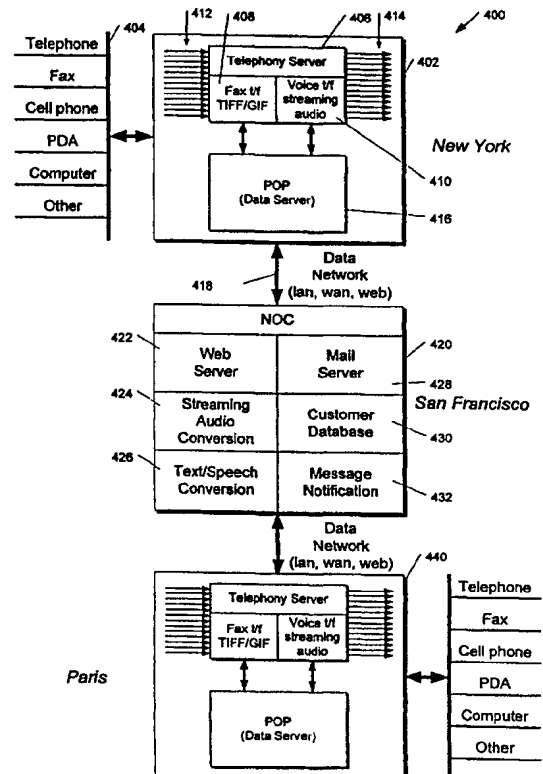 404
412
408
406
414
400
Telephone
Fax
Cell phone
PDA
Computer
Other
Telephony Server
Fax t/f
TIFF/GIF
Voice t/f
streaming
audio
402
New York
410
POP
(Data Server)
416
418
Data
Network
(lan, wan, web)
NOC
422
Web
Server
Mail
Server
420
428
San Francisco
424
Streaming
Audio
Conversion
Customer
Database
430
426
Text/Speech
Conversion
Message
Notification
432
Data
Network
(lan, wan, web)
440
Telephony Server
Fax t/f
TIFF/GIF
Voice t/f
streaming
audio
Paris
POP
(Data Server)
Telephone
Fax
Cell phone
PDA
Computer
Other